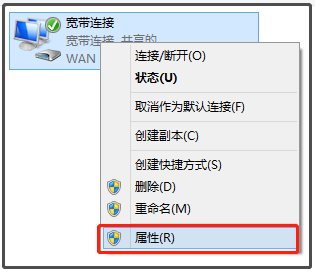 宽带连接
宽带连接, 共享的
WAN
连接/断开(O)
状态(U)
取消作为默认连接(F)
创建副本(C)
创建快捷方式(S)
删除(D)
重命名(M)
属性(R)